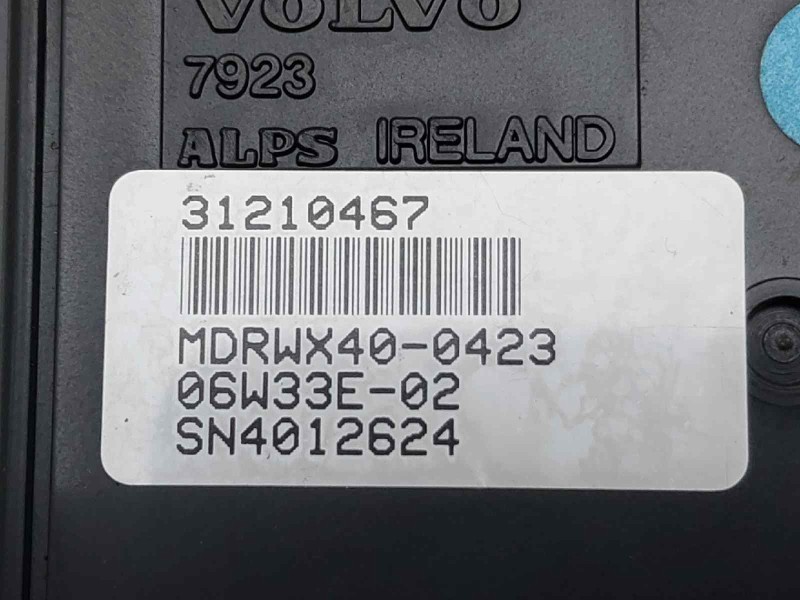 VOLVO
7923
ALPS IRELAND
31210467
MDRWX40-0423
06W33E-02
SN4012624